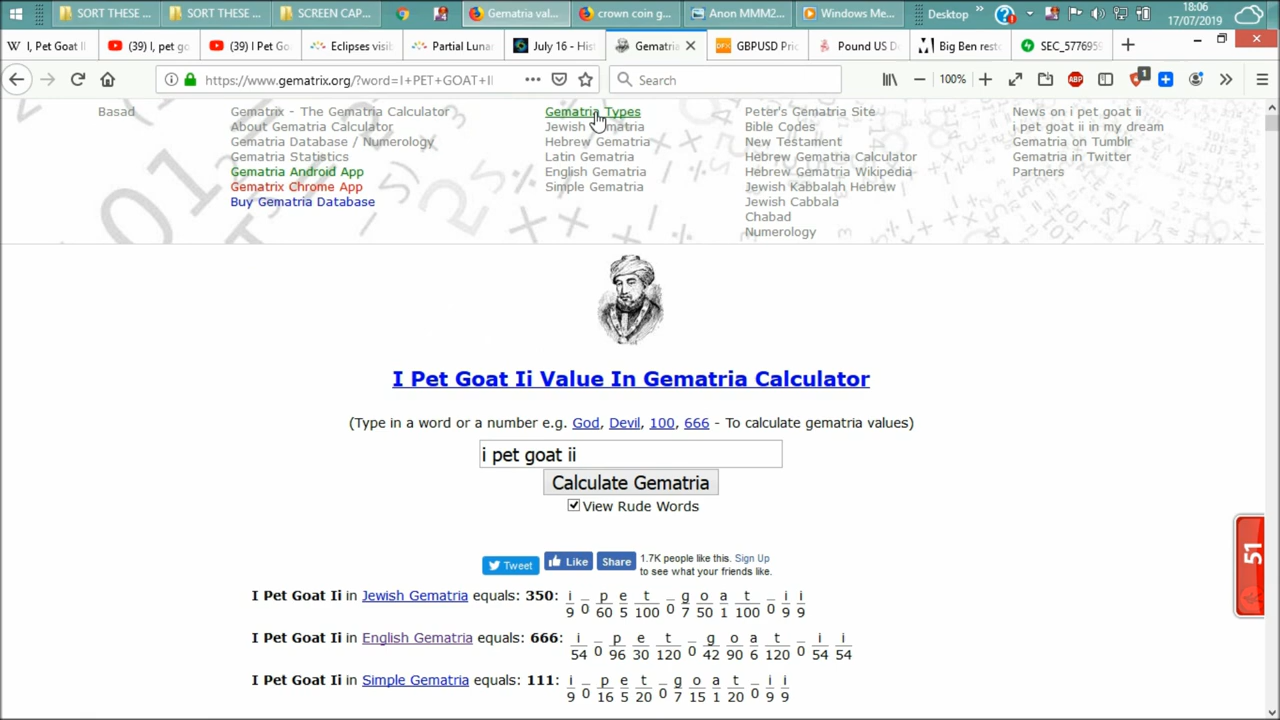 SORT THESE ...
SORT THESE ...
SCREEN CAP...
Gematria val...
crown coin g...
Anon MMM2...
Windows Me...
Desktop
18:06
17/07/2019
I, Pet Goat II
(39) I, pet go
(39) I Pet Go
Eclipses visib
Partial Lunar
July 16 - Hist
Gematria
GBPUSD Pric
Pound US D
Big Ben resto
SEC_5776959
https://www.gematrix.org/?word=I+PET+GOAT+II
Search
100%
1
Basad
Gematrix - The Gematria Calculator
About Gematria Calculator
Gematria Database / Numerology
Gematria Statistics
Gematrix Android App
Gematrix Chrome App
Buy Gematria Database
Gematria Types
Jewish Gematria
Hebrew Gematria
Latin Gematria
English Gematria
Simple Gematria
Peter's Gematria Site
Bible Codes
New Testament
Hebrew Gematria Calculator
Hebrew Gematria Wikipedia
Jewish Kabbalah Hebrew
Jewish Cabbala
Chabad
Numerology
News on i pet goat ii
i pet goat ii in my dream
Gematria on Tumblr
Gematria in Twitter
Partners
I Pet Goat Ii Value In Gematria Calculator
(Type in a word or a number e.g. God, Devil, 100, 666 - To calculate gematria values)
i pet goat ii
Calculate Gematria
View Rude Words
Tweet Like Share 1.7K people like this. Sign Up
to see what your friends like.
51
I Pet Goat Ii in Jewish Gematria equals: 350: i _ p e t _ g o a t _ i i
9 0 60 5 100 0 7 50 1 100 0 9 9
I Pet Goat Ii in English Gematria equals: 666: i _ p e t _ g o a t _ i i
54 0 96 30 120 0 42 90 6 120 0 54 54
I Pet Goat Ii in Simple Gematria equals: 111: i _ p e t _ g o a t _ i i
9 0 16 5 20 0 7 15 1 20 0 9 9